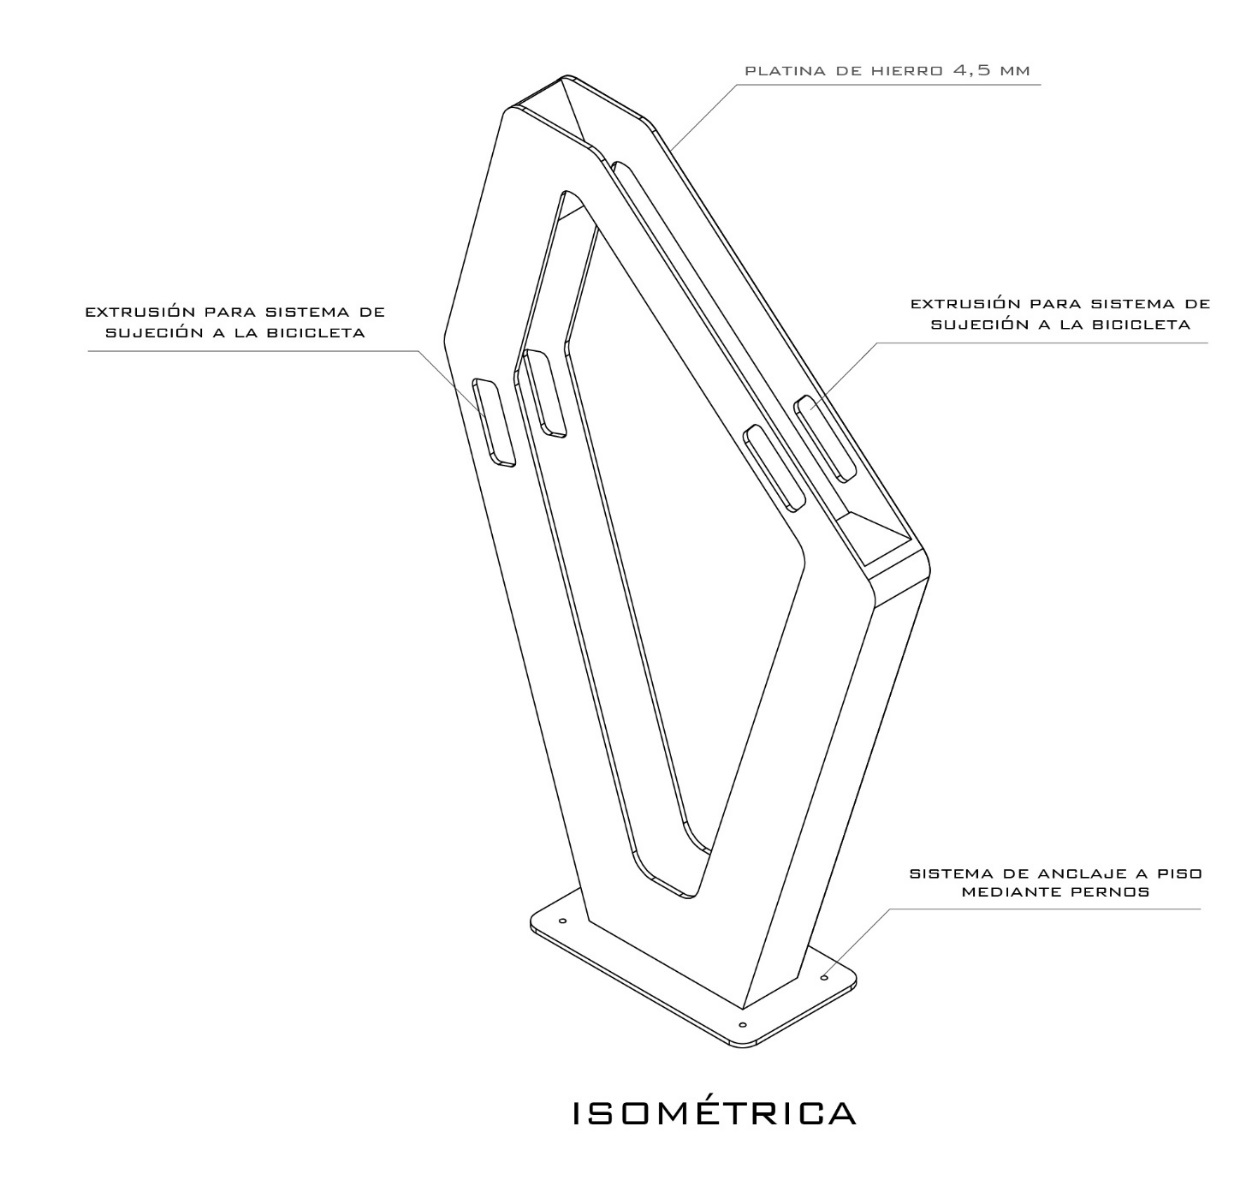 PLATINA DE HIERRO 4,5 MM
EXTRUSIÓN PARA SISTEMA DE
SUJECIÓN A LA BICICLETA
EXTRUSIÓN PARA SISTEMA DE
SUJECIÓN A LA BICICLETA
SISTEMA DE ANCLAJE A PISO
MEDIANTE PERNOS
ISOMÉTRICA